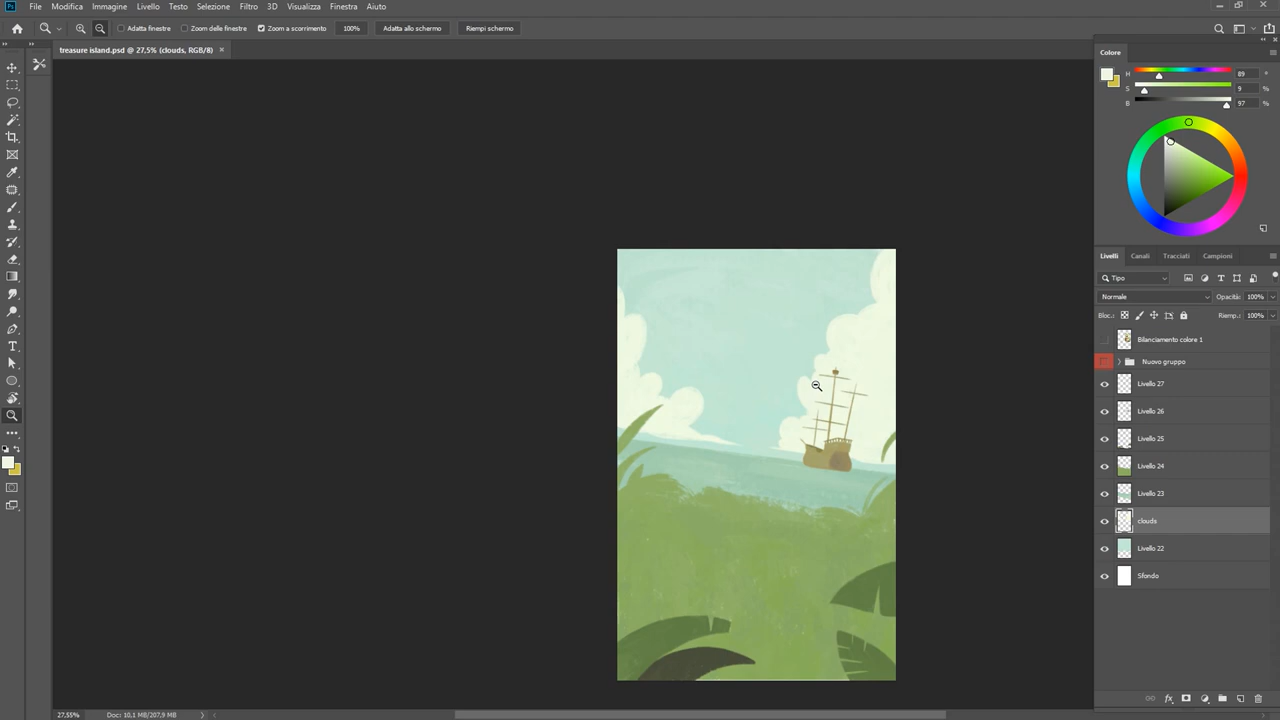 Ps File Modifica Immagine Livello Testo Selezione Filtro 3D Visualizza Finestra Aiuto
Adatta finestre Zoom delle finestre Zoom a scorrimento 100% Adatta allo schermo Riempi schermo
treasure island.psd @ 27,5% (clouds, RGB/8) ×
Colore
H 89 °
S 9 %
B 97 %
Livelli Canali Tracciati Campioni
Tipo
Normale Opacità: 100%
Bloc.: Riemp.: 100%
Bilanciamento colore 1
Nuovo gruppo
Livello 27
Livello 26
Livello 25
Livello 24
Livello 23
clouds
Livello 22
Sfondo
fx
27,55% Doc: 10,1 MB/207,9 MB